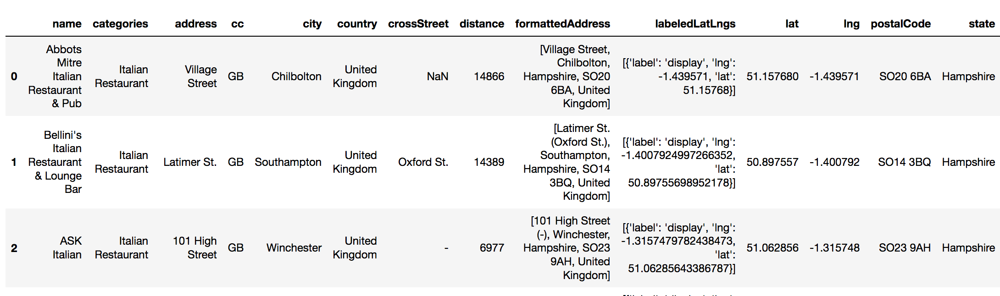 name categories address cc city country crossStreet distance formattedAddress labeledLatLngs lat lng postalCode state
0
Abbots
Mitre
Italian
Restaurant
& Pub
Italian
Restaurant
Village
Street
GB
Chilbolton
United
Kingdom
NaN
14866
[Village Street,
Chilbolton,
Hampshire, SO20
6BA, United
Kingdom]
[{'label': 'display', 'lng':
-1.439571, 'lat':
51.15768}]
51.157680
-1.439571
SO20 6BA
Hampshire
1
Bellini's
Italian
Restaurant
& Lounge
Bar
Italian
Restaurant
Latimer St.
GB
Southampton
United
Kingdom
Oxford St.
14389
[Latimer St.
(Oxford St.),
Southampton,
Hampshire, SO14
3BQ, United
Kingdom]
[{'label': 'display', 'lng':
-1.4007924997266352,
'lat':
50.89755698952178}]
50.897557
-1.400792
SO14 3BQ
Hampshire
2
ASK
Italian
Italian
Restaurant
101 High
Street
GB
Winchester
United
Kingdom
-
6977
[101 High Street
(-), Winchester,
Hampshire, SO23
9AH, United
Kingdom]
[{'label': 'display', 'lng':
-1.3157479782438473,
'lat':
51.06285643386787}]
51.062856
-1.315748
SO23 9AH
Hampshire